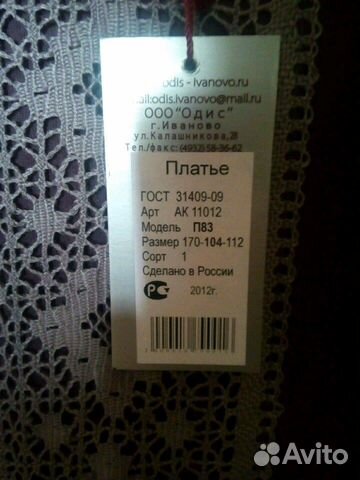 odis - ivanovo.ru
mail:odis.ivanovo@mail.ru
ООО "Одис"
г.Иваново
ул.Калашникова,28
Тел./факс:(4932)58-36-62
Платье
ГОСТ 31409-09
Арт АК 11012
Модель П83
Размер 170-104-112
Сорт 1
Сделано в России
2012г.
Avito